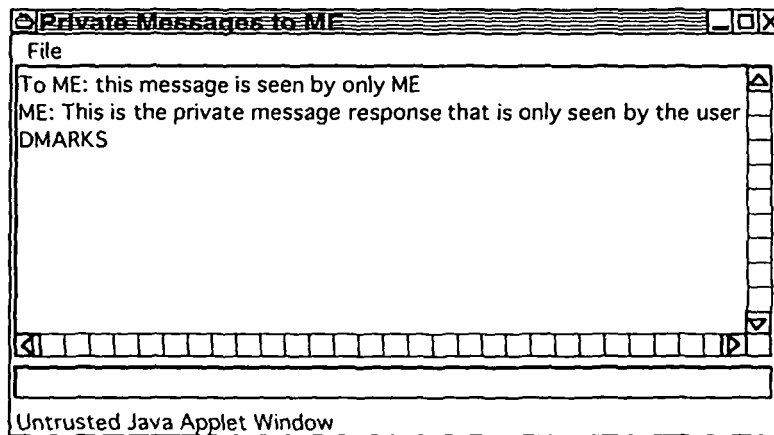 Private Messages to ME
File
To ME: this message is seen by only ME
ME: This is the private message response that is only seen by the user
DMARKS
Untrusted Java Applet Window